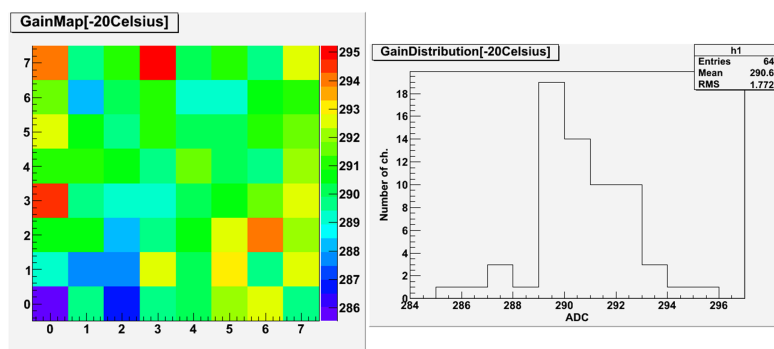 GainMap[-20Celsius]
7
6
5
4
3
2
1
0
0 1 2 3 4 5 6 7
295
294
293
292
291
290
289
288
287
286
GainDistribution[-20Celsius]
h1
Entries 64
Mean 290.6
RMS 1.772
Number of ch.
18
16
14
12
10
8
6
4
2
0
284 286 288 290 292 294 296
ADC